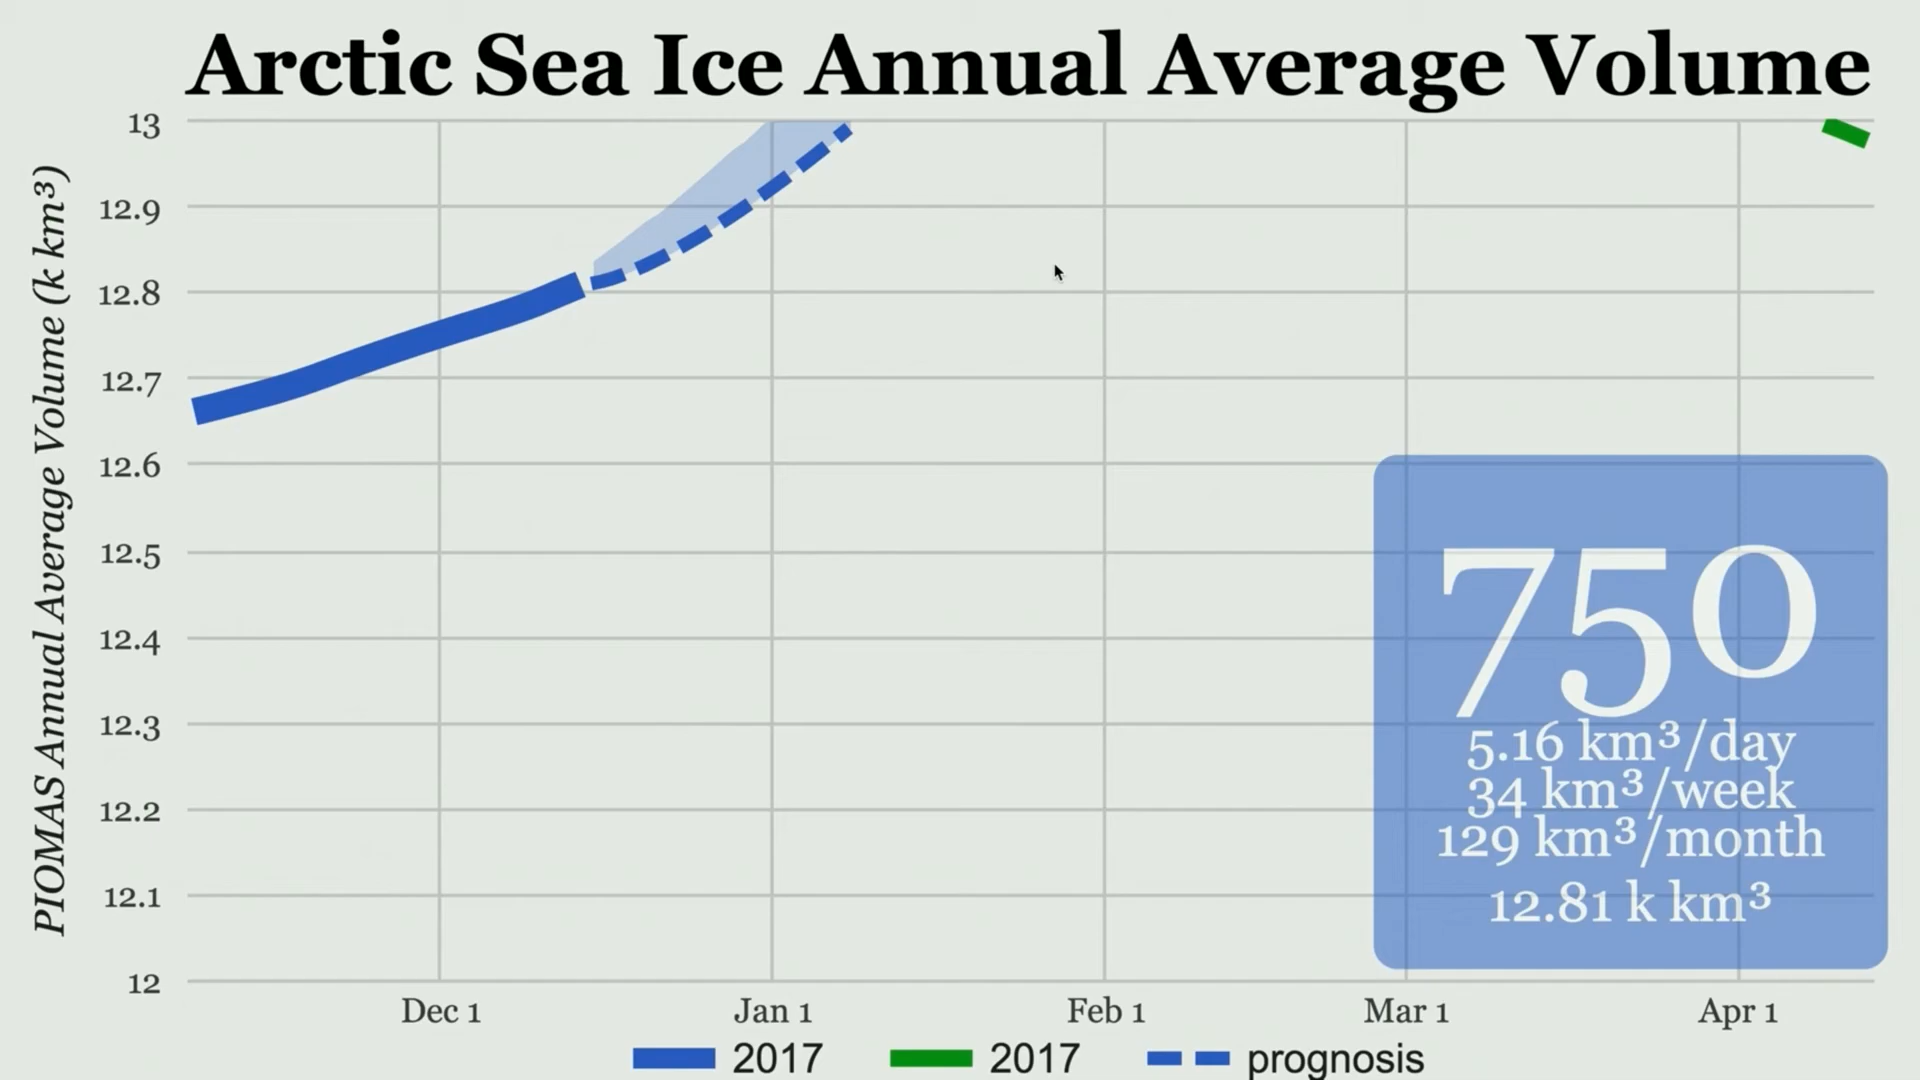 Arctic Sea Ice Annual Average Volume
PIOMAS Annual Average Volume (k km³)
13
12.9
12.8
12.7
12.6
12.5
12.4
12.3
12.2
12.1
12
750
5.16 km³/day
34 km³/week
129 km³/month
12.81 k km³
Dec 1 Jan 1 Feb 1 Mar 1 Apr 1
2017 2017 prognosis